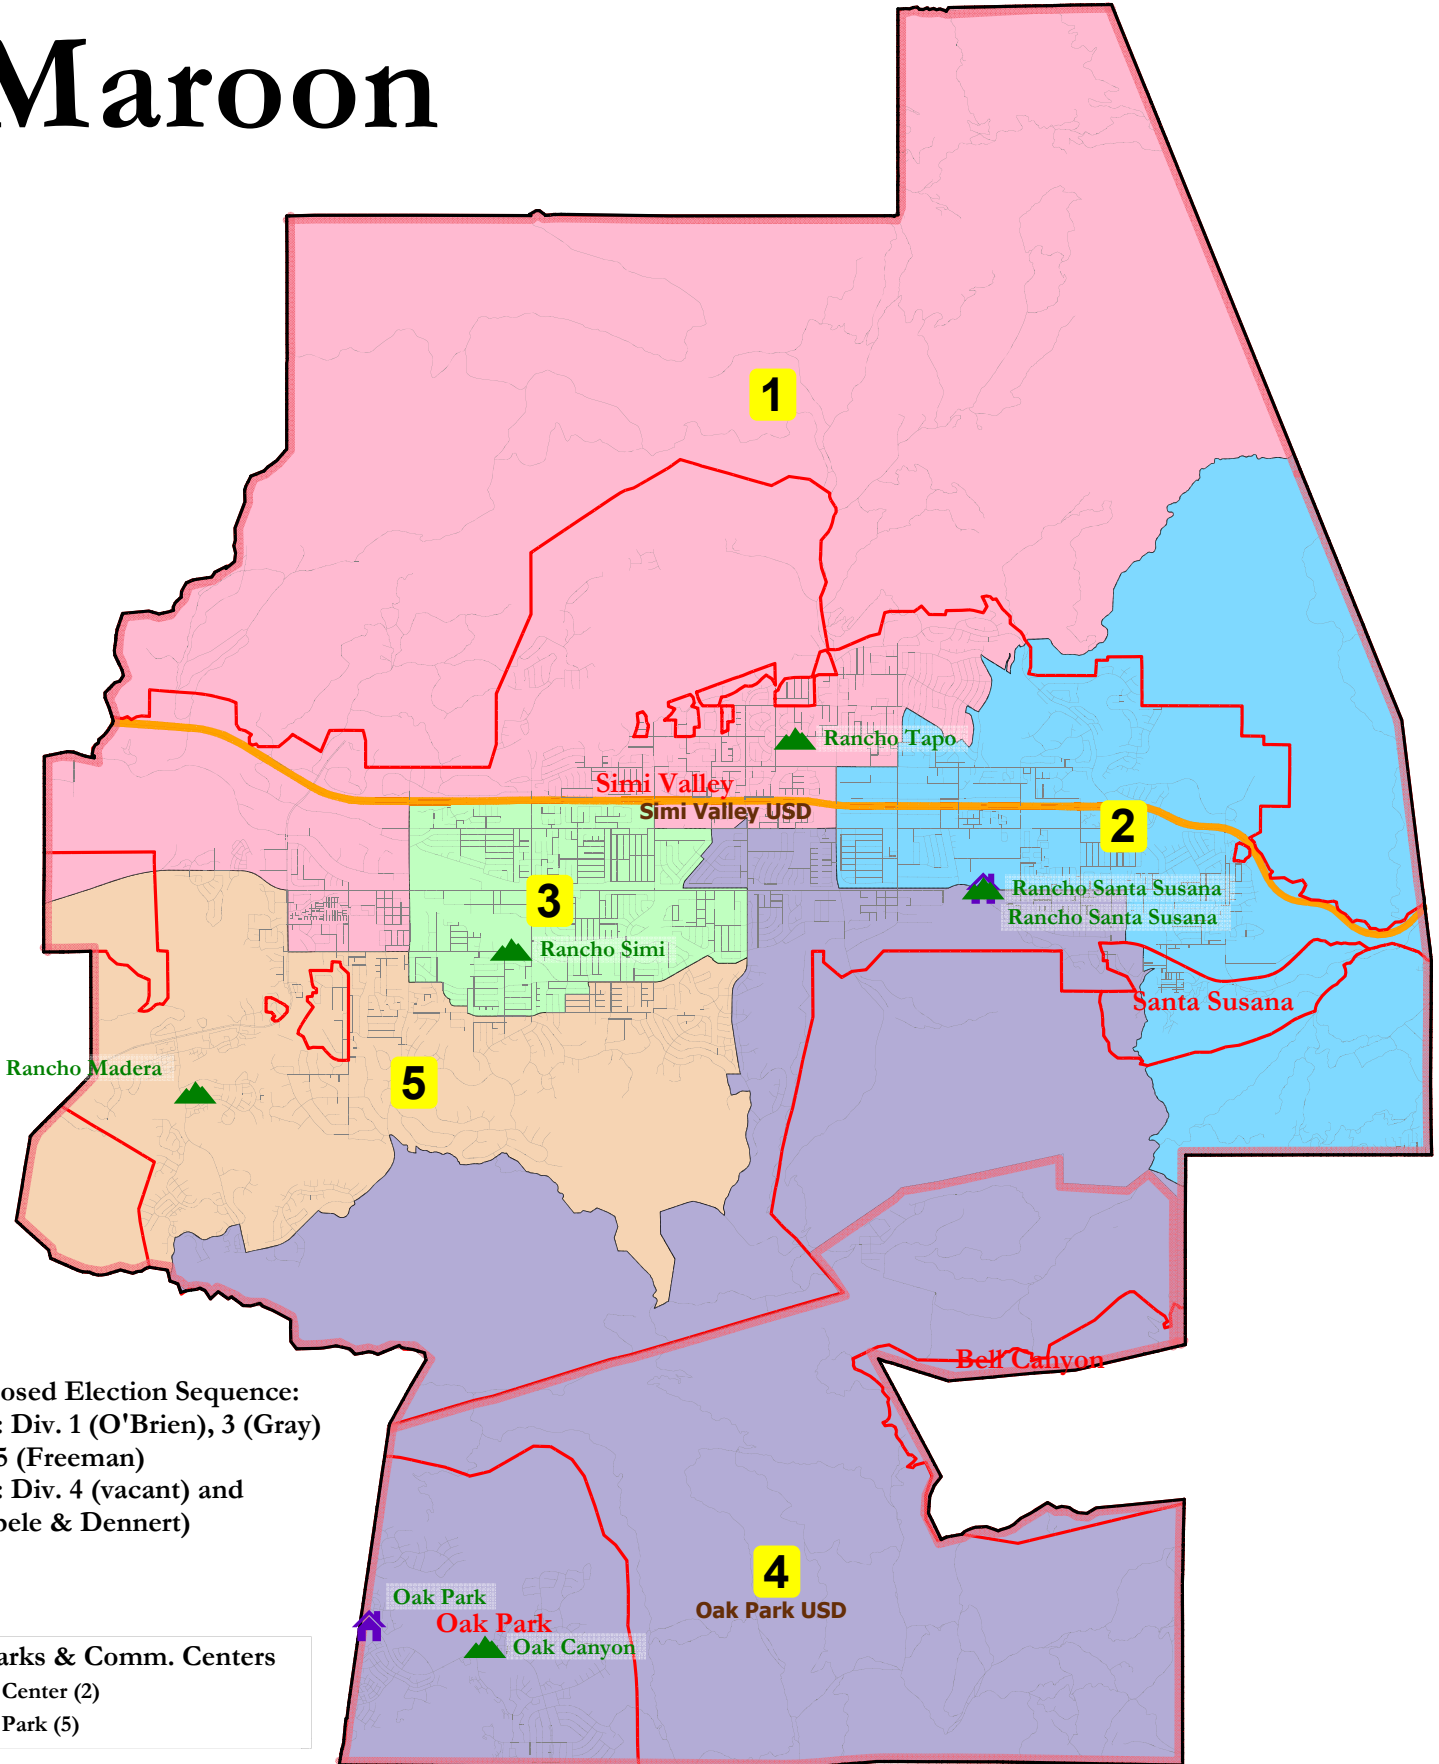 Maroon
1
Rancho Tapo
Simi Valley
Simi Valley USD
2
3
Rancho Santa Susana
Rancho Santa Susana
Rancho Simi
Santa Susana
Rancho Madera
5
Bell Canyon
osed Election Sequence:
: Div. 1 (O'Brien), 3 (Gray)
5 (Freeman)
: Div. 4 (vacant) and
bele & Dennert)
4
Oak Park USD
Oak Park
Oak Park
Oak Canyon
arks & Comm. Centers
Center (2)
Park (5)